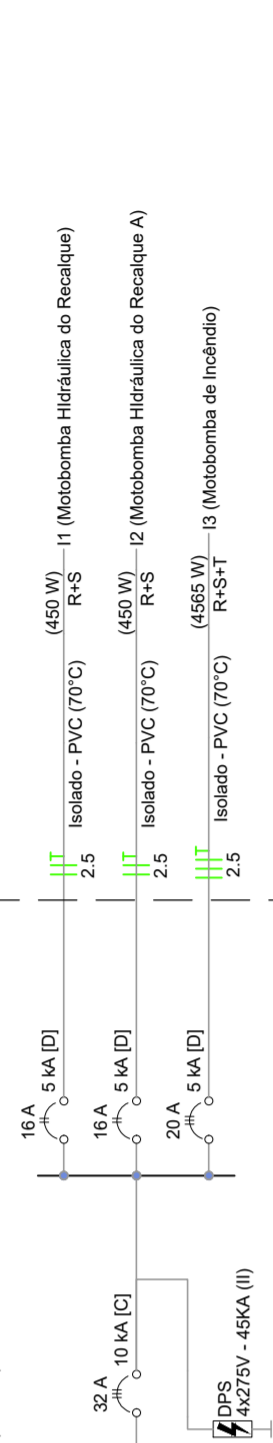 16 A
5 kA [D]
2.5
Isolado - PVC (70°C)
(450 W)
R+S
I1 (Motobomba HIdráulica do Recalque)
16 A
5 kA [D]
2.5
Isolado - PVC (70°C)
(450 W)
R+S
I2 (Motobomba HIdráulica do Recalque A)
20 A
5 kA [D]
2.5
Isolado - PVC (70°C)
(4565 W)
R+S+T
I3 (Motobomba de Incêndio)
32 A
10 kA [C]
DPS
4x275V - 45KA (II)